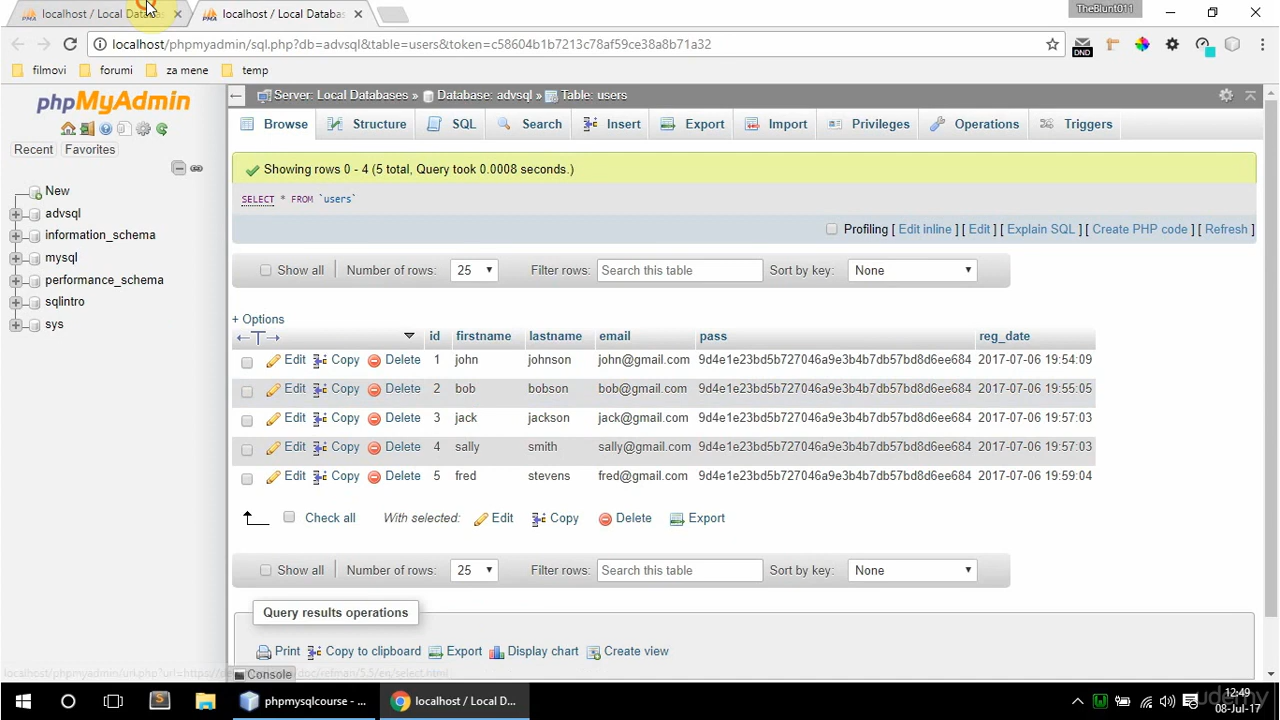 localhost / Local Datab
localhost / Local Databas
TheBlunt011
localhost/phpmyadmin/sql.php?db=advsql&table=users&token=c58604b1b7213c78af59ce38a8b71a32
DND
filmovi
forumi
za mene
temp
phpMyAdmin
Recent
Favorites
New
advsql
information_schema
mysql
performance_schema
sqlintro
sys
Server: Local Databases » Database: advsql » Table: users
Browse
Structure
SQL
Search
Insert
Export
Import
Privileges
Operations
Triggers
Showing rows 0 - 4 (5 total, Query took 0.0008 seconds.)
SELECT * FROM `users`
Profiling [ Edit inline ] [ Edit ] [ Explain SQL ] [ Create PHP code ] [ Refresh ]
Show all Number of rows: 25 Filter rows: Search this table Sort by key: None
+ Options
id firstname lastname email pass reg_date
Edit Copy Delete 1 john johnson john@gmail.com 9d4e1e23bd5b727046a9e3b4b7db57bd8d6ee684 2017-07-06 19:54:09
Edit Copy Delete 2 bob bobson bob@gmail.com 9d4e1e23bd5b727046a9e3b4b7db57bd8d6ee684 2017-07-06 19:55:05
Edit Copy Delete 3 jack jackson jack@gmail.com 9d4e1e23bd5b727046a9e3b4b7db57bd8d6ee684 2017-07-06 19:57:03
Edit Copy Delete 4 sally smith sally@gmail.com 9d4e1e23bd5b727046a9e3b4b7db57bd8d6ee684 2017-07-06 19:57:03
Edit Copy Delete 5 fred stevens fred@gmail.com 9d4e1e23bd5b727046a9e3b4b7db57bd8d6ee684 2017-07-06 19:59:04
Check all With selected: Edit Copy Delete Export
Show all Number of rows: 25 Filter rows: Search this table Sort by key: None
Query results operations
Print Copy to clipboard Export Display chart Create view
Console
phpmysqlcourse - ...
localhost / Local D...
12:49
08-Jul-17
udemy